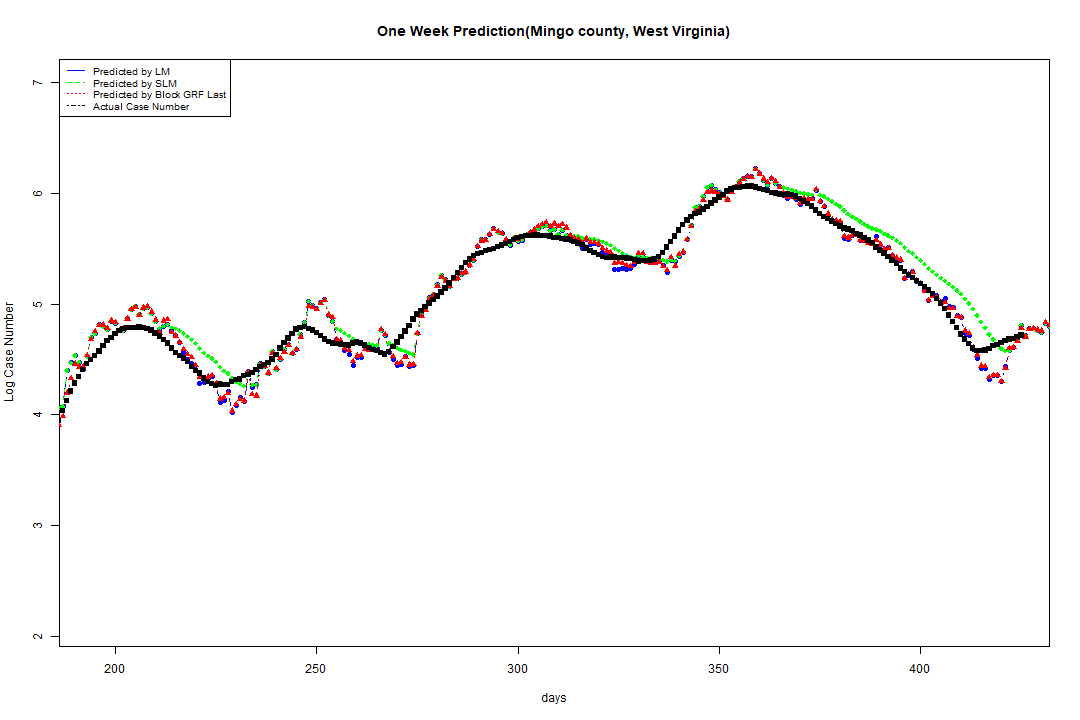 One Week Prediction(Mingo county, West Virginia)
Predicted by LM
Predicted by SLM
Predicted by Block GRF Last
Actual Case Number
7
6
5
4
3
2
Log Case Number
200 250 300 350 400
days